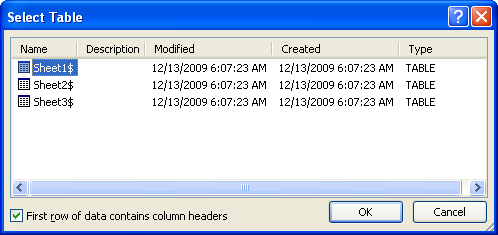 Select Table
Name Description Modified Created Type
Sheet1$ 12/13/2009 6:07:23 AM 12/13/2009 6:07:23 AM TABLE
Sheet2$ 12/13/2009 6:07:23 AM 12/13/2009 6:07:23 AM TABLE
Sheet3$ 12/13/2009 6:07:23 AM 12/13/2009 6:07:23 AM TABLE
First row of data contains column headers OK Cancel